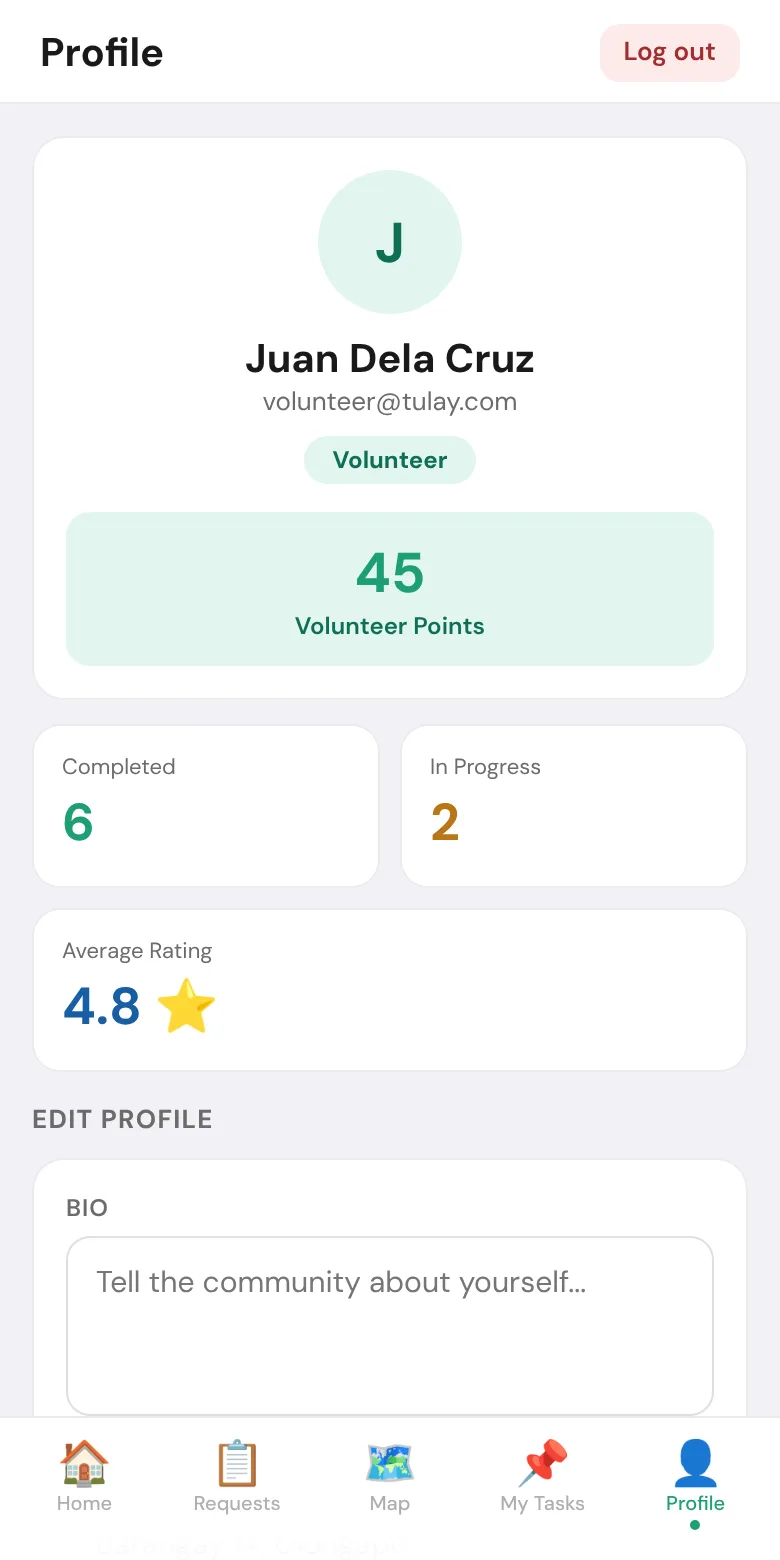 Profile
Log out
J
Juan Dela Cruz
volunteer@tulay.com
Volunteer
45
Volunteer Points
Completed
6
In Progress
2
Average Rating
4.8 ⭐
EDIT PROFILE
BIO
Tell the community about yourself...
Home
Requests
Map
My Tasks
Profile